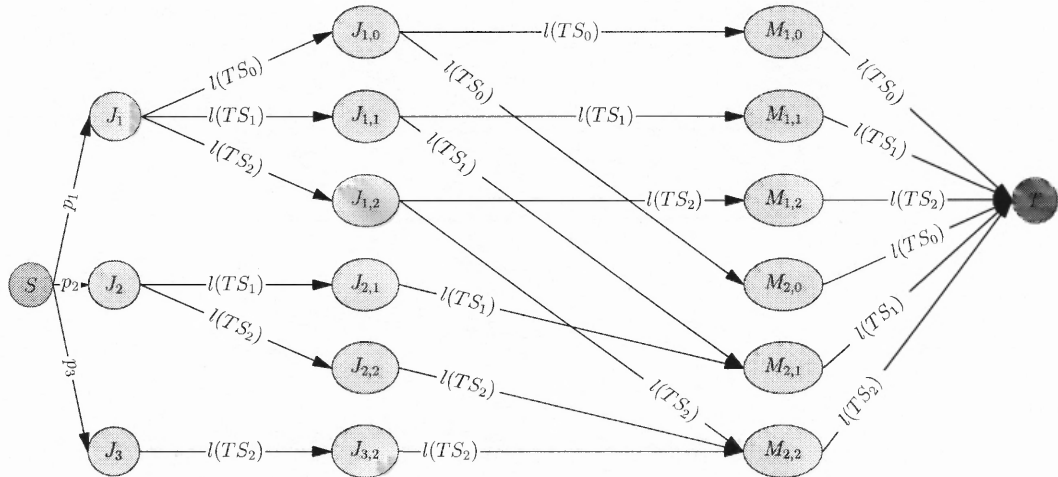 J₁,₀ l(TS₀) M₁,₀
l(TS₀) l(TS₀) l(TS₀)
J₁ l(TS₁) J₁,₁ l(TS₁) M₁,₁
l(TS₂) l(TS₁) l(TS₁)
J₁,₂ l(TS₂) M₁,₂ l(TS₂) T
p₁
l(TS₀)
S p₂ J₂ l(TS₁) J₂,₁ l(TS₁) M₂,₀
l(TS₂) l(TS₁)
p₃ J₂,₂ l(TS₂) M₂,₁
l(TS₂) l(TS₂)
J₃ l(TS₂) J₃,₂ l(TS₂) M₂,₂